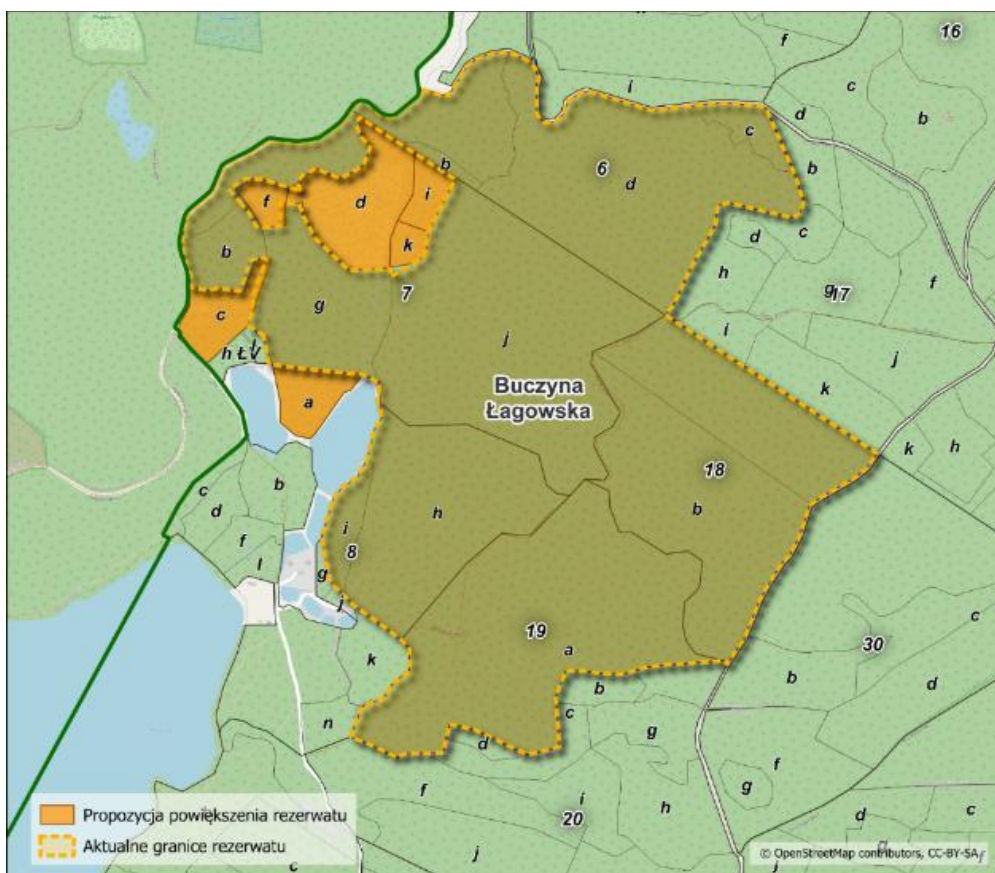 f
16
c
i
d
b
c
b
b
6
d
f
d
i
c
d
h
k
b
g
7
g
17
f
c
i
j
j
h
ŁV
k
Buczyna
Łagowska
a
k
h
18
c
b
h
b
d
i
f
8
l
g
j
19
a
30
c
k
b
b
d
n
c
g
d
f
f
i
g
h
20
d
c
j
c
Propozycja powiększenia rezerwatu
Aktualne granice rezerwatu
© OpenStreetMap contributors, CC-BY-SA